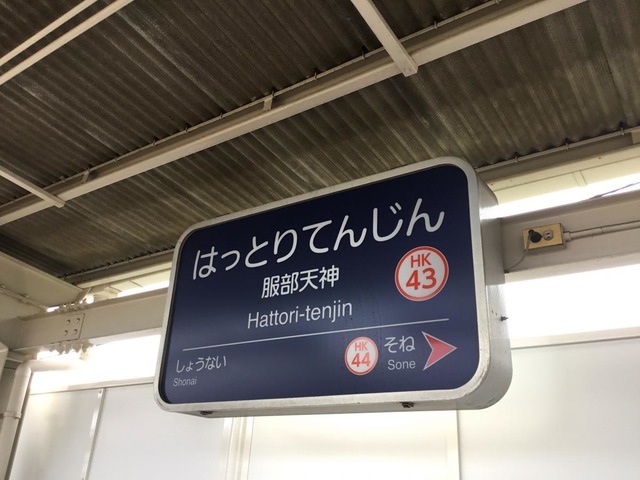 はっとりてんじん
服部天神
HK 43
Hattori-tenjin
しょうない
Shonai
HK 44
そね
Sone